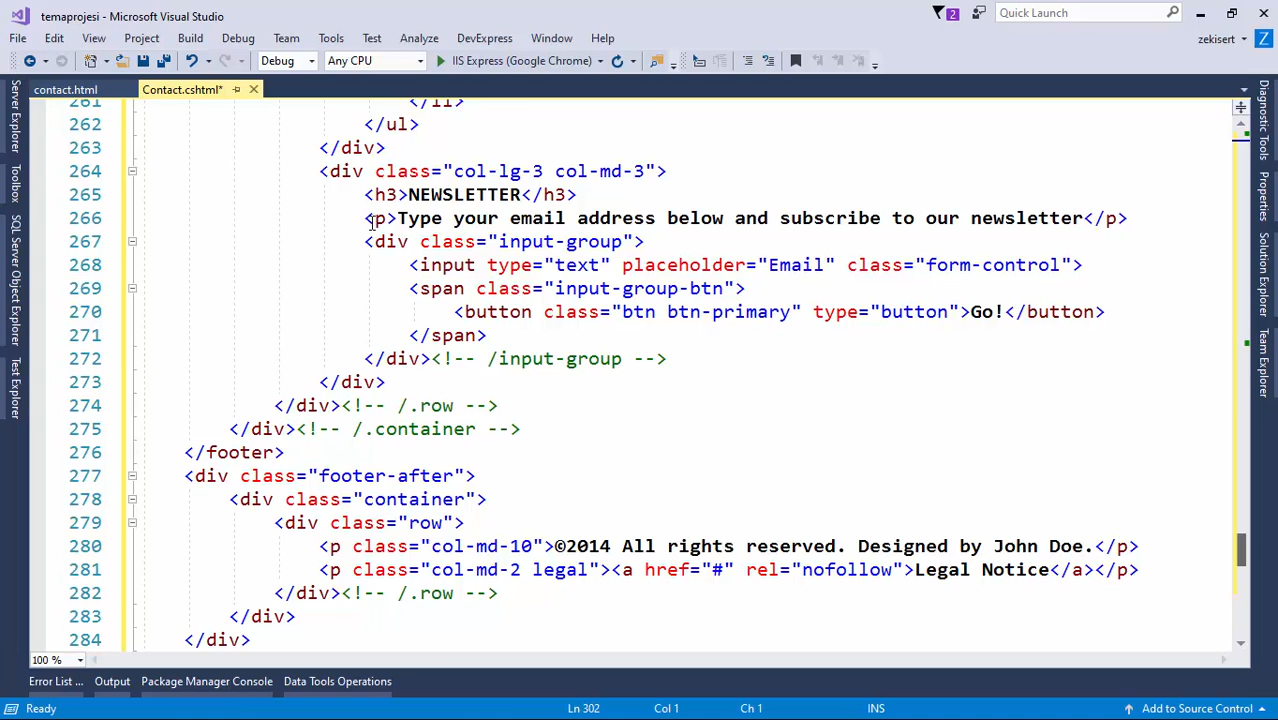 temaprojesi - Microsoft Visual Studio
2
Quick Launch
File Edit View Project Build Debug Team Tools Test Analyze DevExpress Window Help
zekisert
Z
Debug Any CPU IIS Express (Google Chrome)
contact.html Contact.cshtml*
Server Explorer
Toolbox
SQL Server Object Explorer
Test Explorer
261 </li>
262 </ul>
263 </div>
264 <div class="col-lg-3 col-md-3">
265 <h3>NEWSLETTER</h3>
266 <p>Type your email address below and subscribe to our newsletter</p>
267 <div class="input-group">
268 <input type="text" placeholder="Email" class="form-control">
269 <span class="input-group-btn">
270 <button class="btn btn-primary" type="button">Go!</button>
271 </span>
272 </div><!-- /input-group -->
273 </div>
274 </div><!-- /.row -->
275 </div><!-- /.container -->
276 </footer>
277 <div class="footer-after">
278 <div class="container">
279 <div class="row">
280 <p class="col-md-10">©2014 All rights reserved. Designed by John Doe.</p>
281 <p class="col-md-2 legal"><a href="#" rel="nofollow">Legal Notice</a></p>
282 </div><!-- /.row -->
283 </div>
284 </div>
Diagnostic Tools
Properties
Solution Explorer
Team Explorer
100 %
Error List ... Output Package Manager Console Data Tools Operations
Ready Ln 302 Col 1 Ch 1 INS Add to Source Control